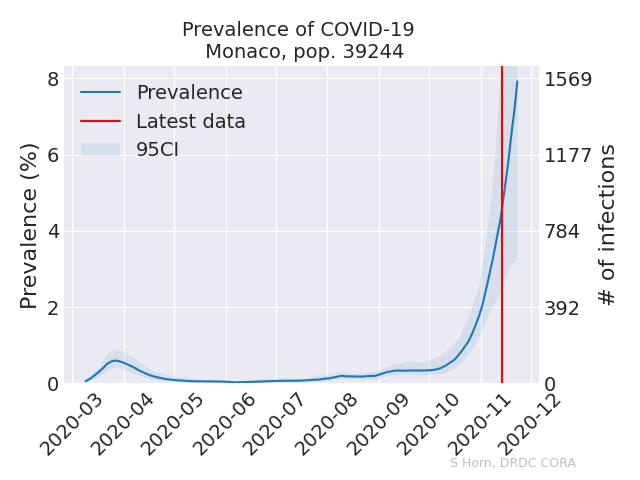 Prevalence of COVID-19
Monaco, pop. 39244
Prevalence
Latest data
95CI
Prevalence (%)
8
6
4
2
0
1569
1177
784
392
0
# of infections
2020-03
2020-04
2020-05
2020-06
2020-07
2020-08
2020-09
2020-10
2020-11
2020-12
S Horn, DRDC CORA